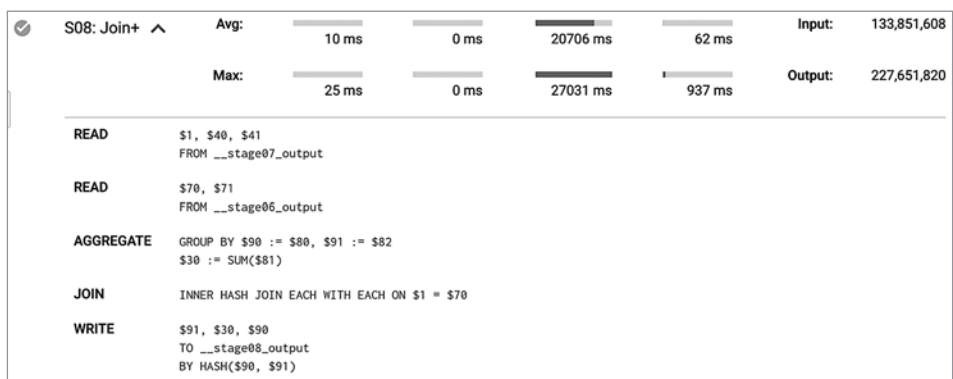 S08: Join+ Avg: 10 ms 0 ms 20706 ms 62 ms Input: 133,851,608
Max: 25 ms 0 ms 27031 ms 937 ms Output: 227,651,820
READ $1, $40, $41
FROM __stage07_output
READ $70, $71
FROM __stage06_output
AGGREGATE GROUP BY $90 := $80, $91 := $82
$30 := SUM($81)
JOIN INNER HASH JOIN EACH WITH EACH ON $1 = $70
WRITE $91, $30, $90
TO __stage08_output
BY HASH($90, $91)